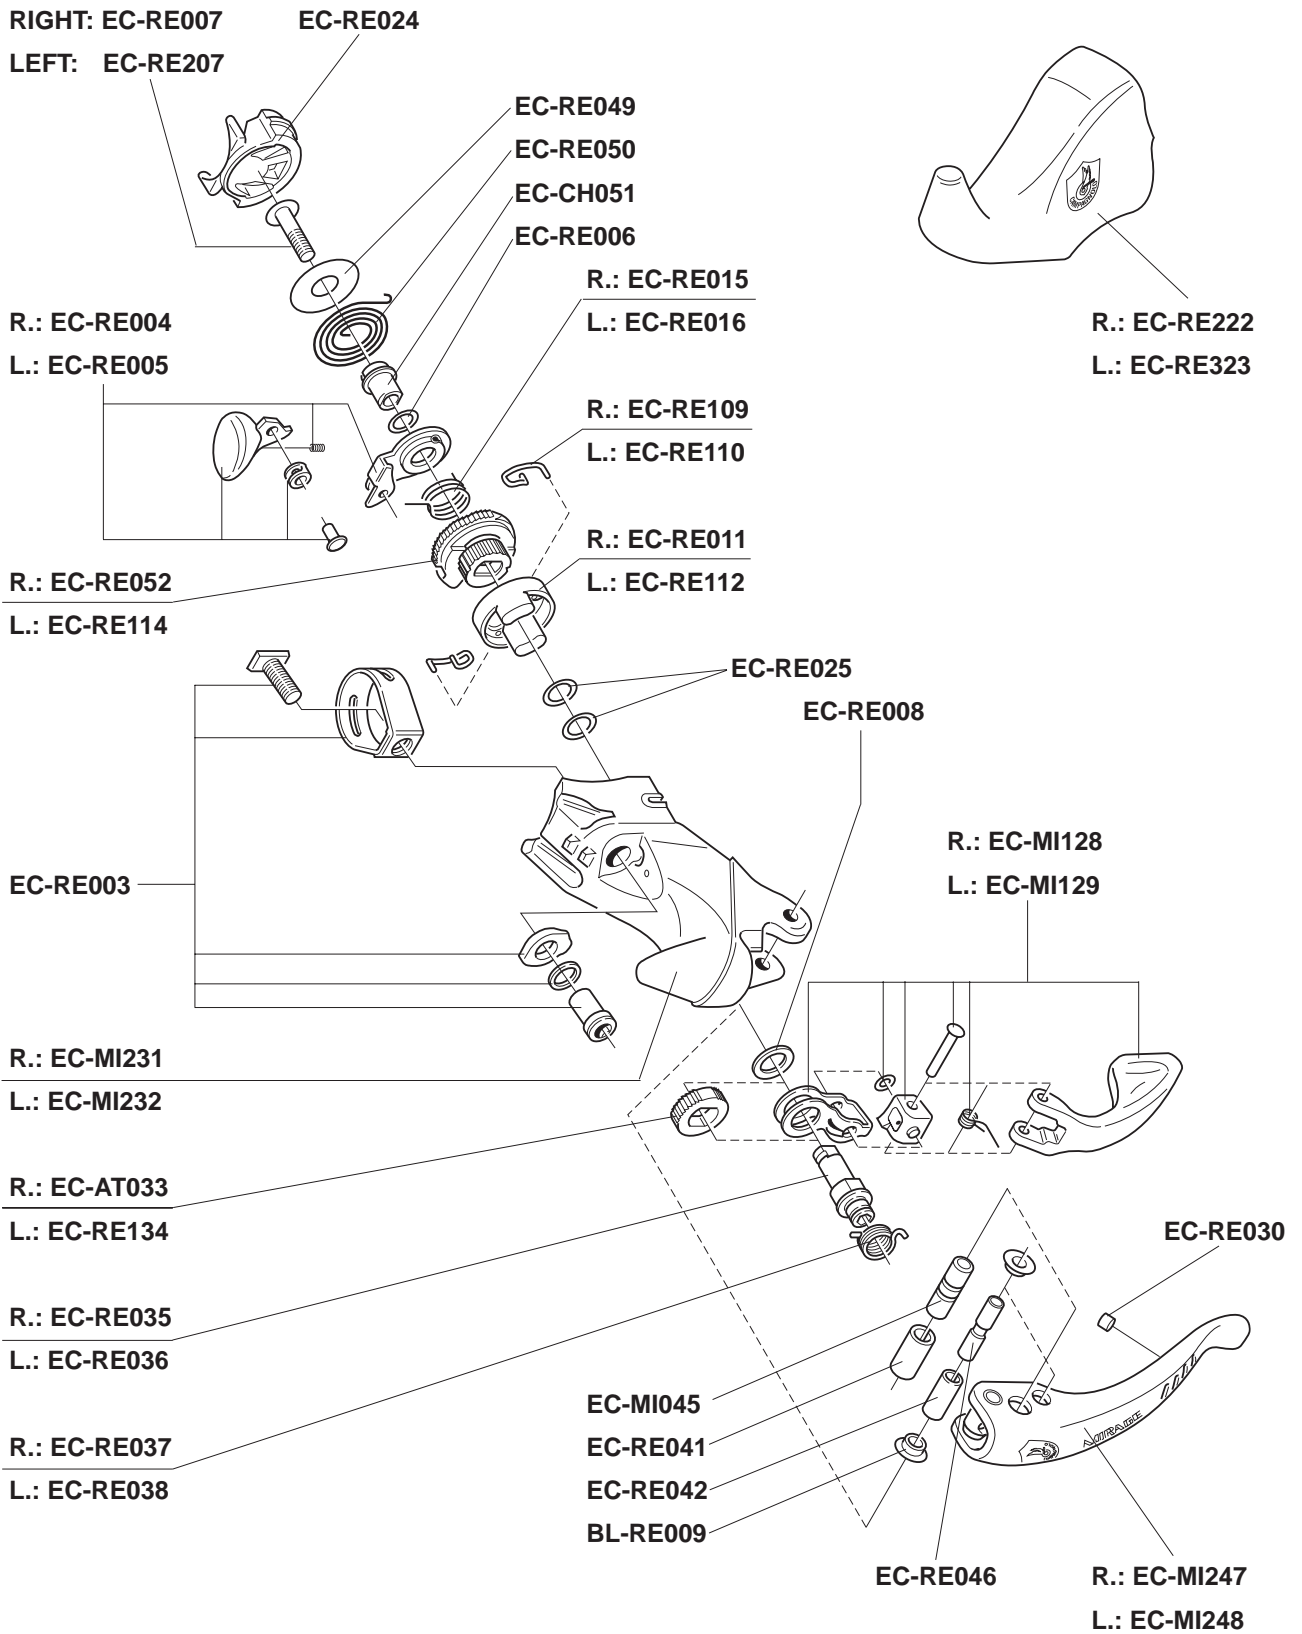 RIGHT: EC-RE007
LEFT: EC-RE207
EC-RE024
EC-RE049
EC-RE050
EC-CH051
EC-RE006
R.: EC-RE015
L.: EC-RE016
R.: EC-RE004
L.: EC-RE005
R.: EC-RE222
L.: EC-RE323
R.: EC-RE109
L.: EC-RE110
R.: EC-RE011
L.: EC-RE112
R.: EC-RE052
L.: EC-RE114
EC-RE025
EC-RE008
EC-RE003
R.: EC-MI128
L.: EC-MI129
R.: EC-MI231
L.: EC-MI232
R.: EC-AT033
L.: EC-RE134
EC-RE030
R.: EC-RE035
L.: EC-RE036
EC-MI045
EC-RE041
EC-RE042
BL-RE009
R.: EC-RE037
L.: EC-RE038
MIRAGE
EC-RE046
R.: EC-MI247
L.: EC-MI248